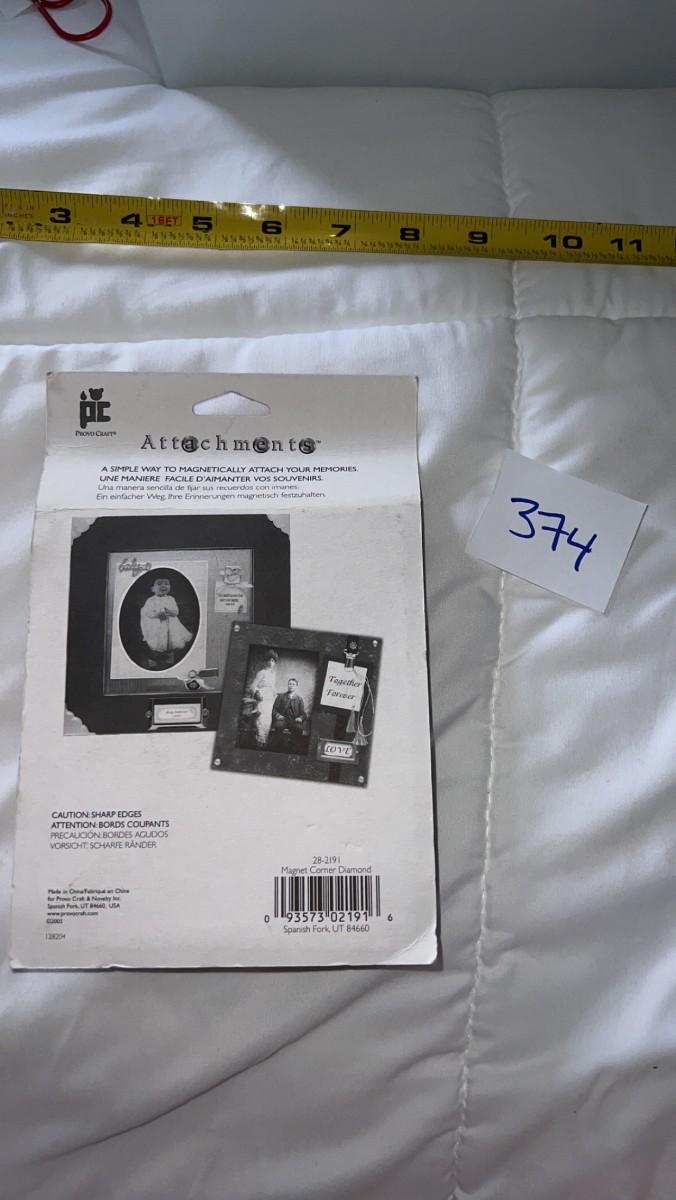 3 4 1 6FT 5 6 7 8 9 10 11
PC
PROVO CRAFT®
Attachments™
A SIMPLE WAY TO MAGNETICALLY ATTACH YOUR MEMORIES.
UNE MANIERE FACILE D'AIMANTER VOS SOUVENIRS.
Una manera sencilla de fijar sus recuerdos con imanes.
Ein einfacher Weg, Ihre Erinnerungen magnetisch festzuhalten.
374
baby
Together
Forever
LOVE
CAUTION: SHARP EDGES
ATTENTION: BORDS COUPANTS
PRECAUCIÓN: BORDES AGUDOS
VORSICHT: SCHARFE RÄNDER
28-2191
Magnet Corner Diamond
0 93573 02191 6
Spanish Fork, UT 84660
Made in China/Fabriqué en Chine
for Provo Craft & Novelty Inc.
Spanish Fork, UT 84660, USA
www.provocraft.com
©2005
128204